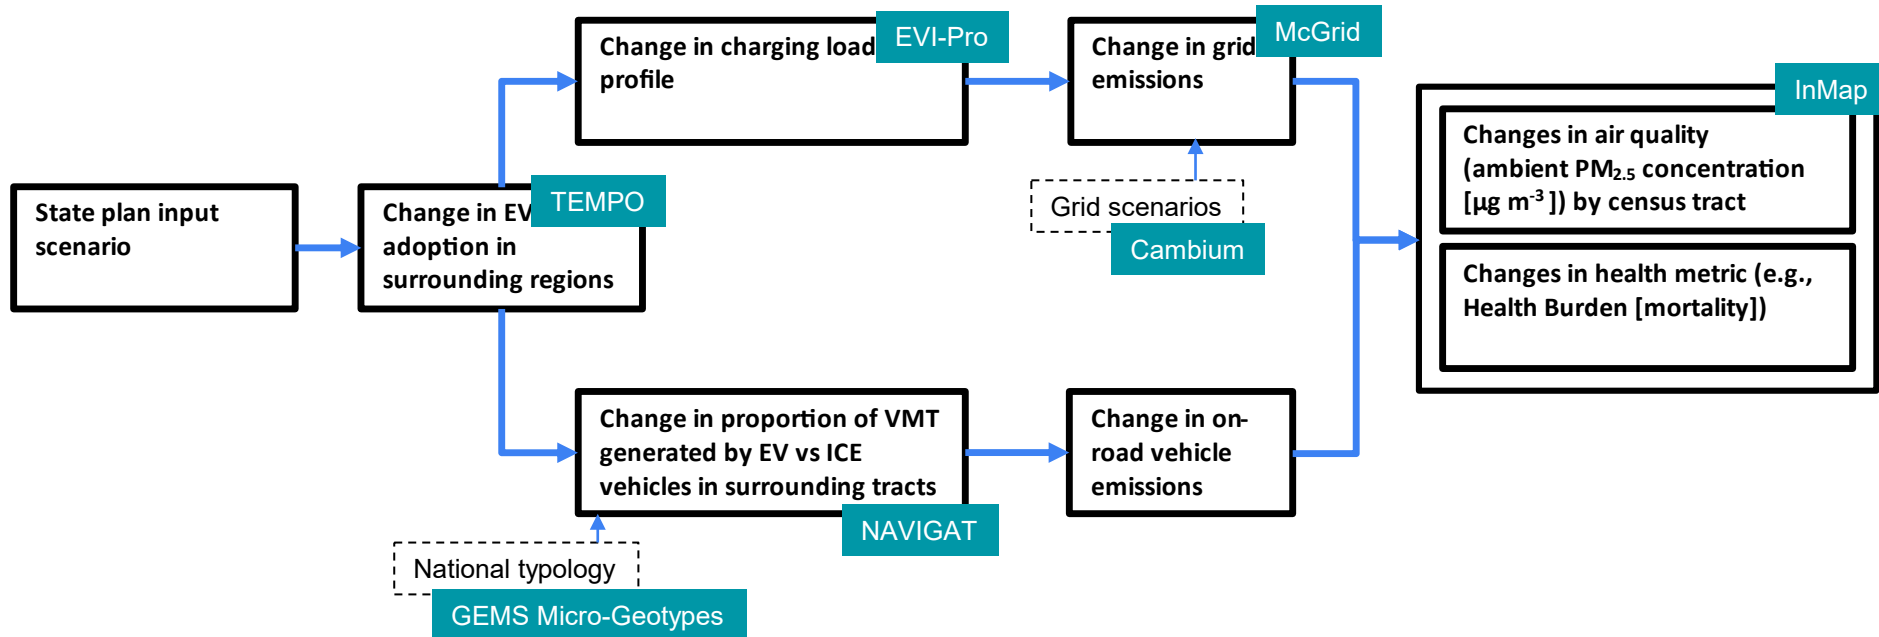 State plan input
scenario
Change in EV
adoption in
surrounding regions
TEMPO
Change in charging load
profile
EVI-Pro
Change in grid
emissions
McGrid
Grid scenarios
Cambium
Change in proportion of VMT
generated by EV vs ICE
vehicles in surrounding tracts
NAVIGAT
National typology
GEMS Micro-Geotypes
Change in on-
road vehicle
emissions
InMap
Changes in air quality
(ambient PM2.5 concentration
[µg m-3 ]) by census tract
Changes in health metric (e.g.,
Health Burden [mortality])